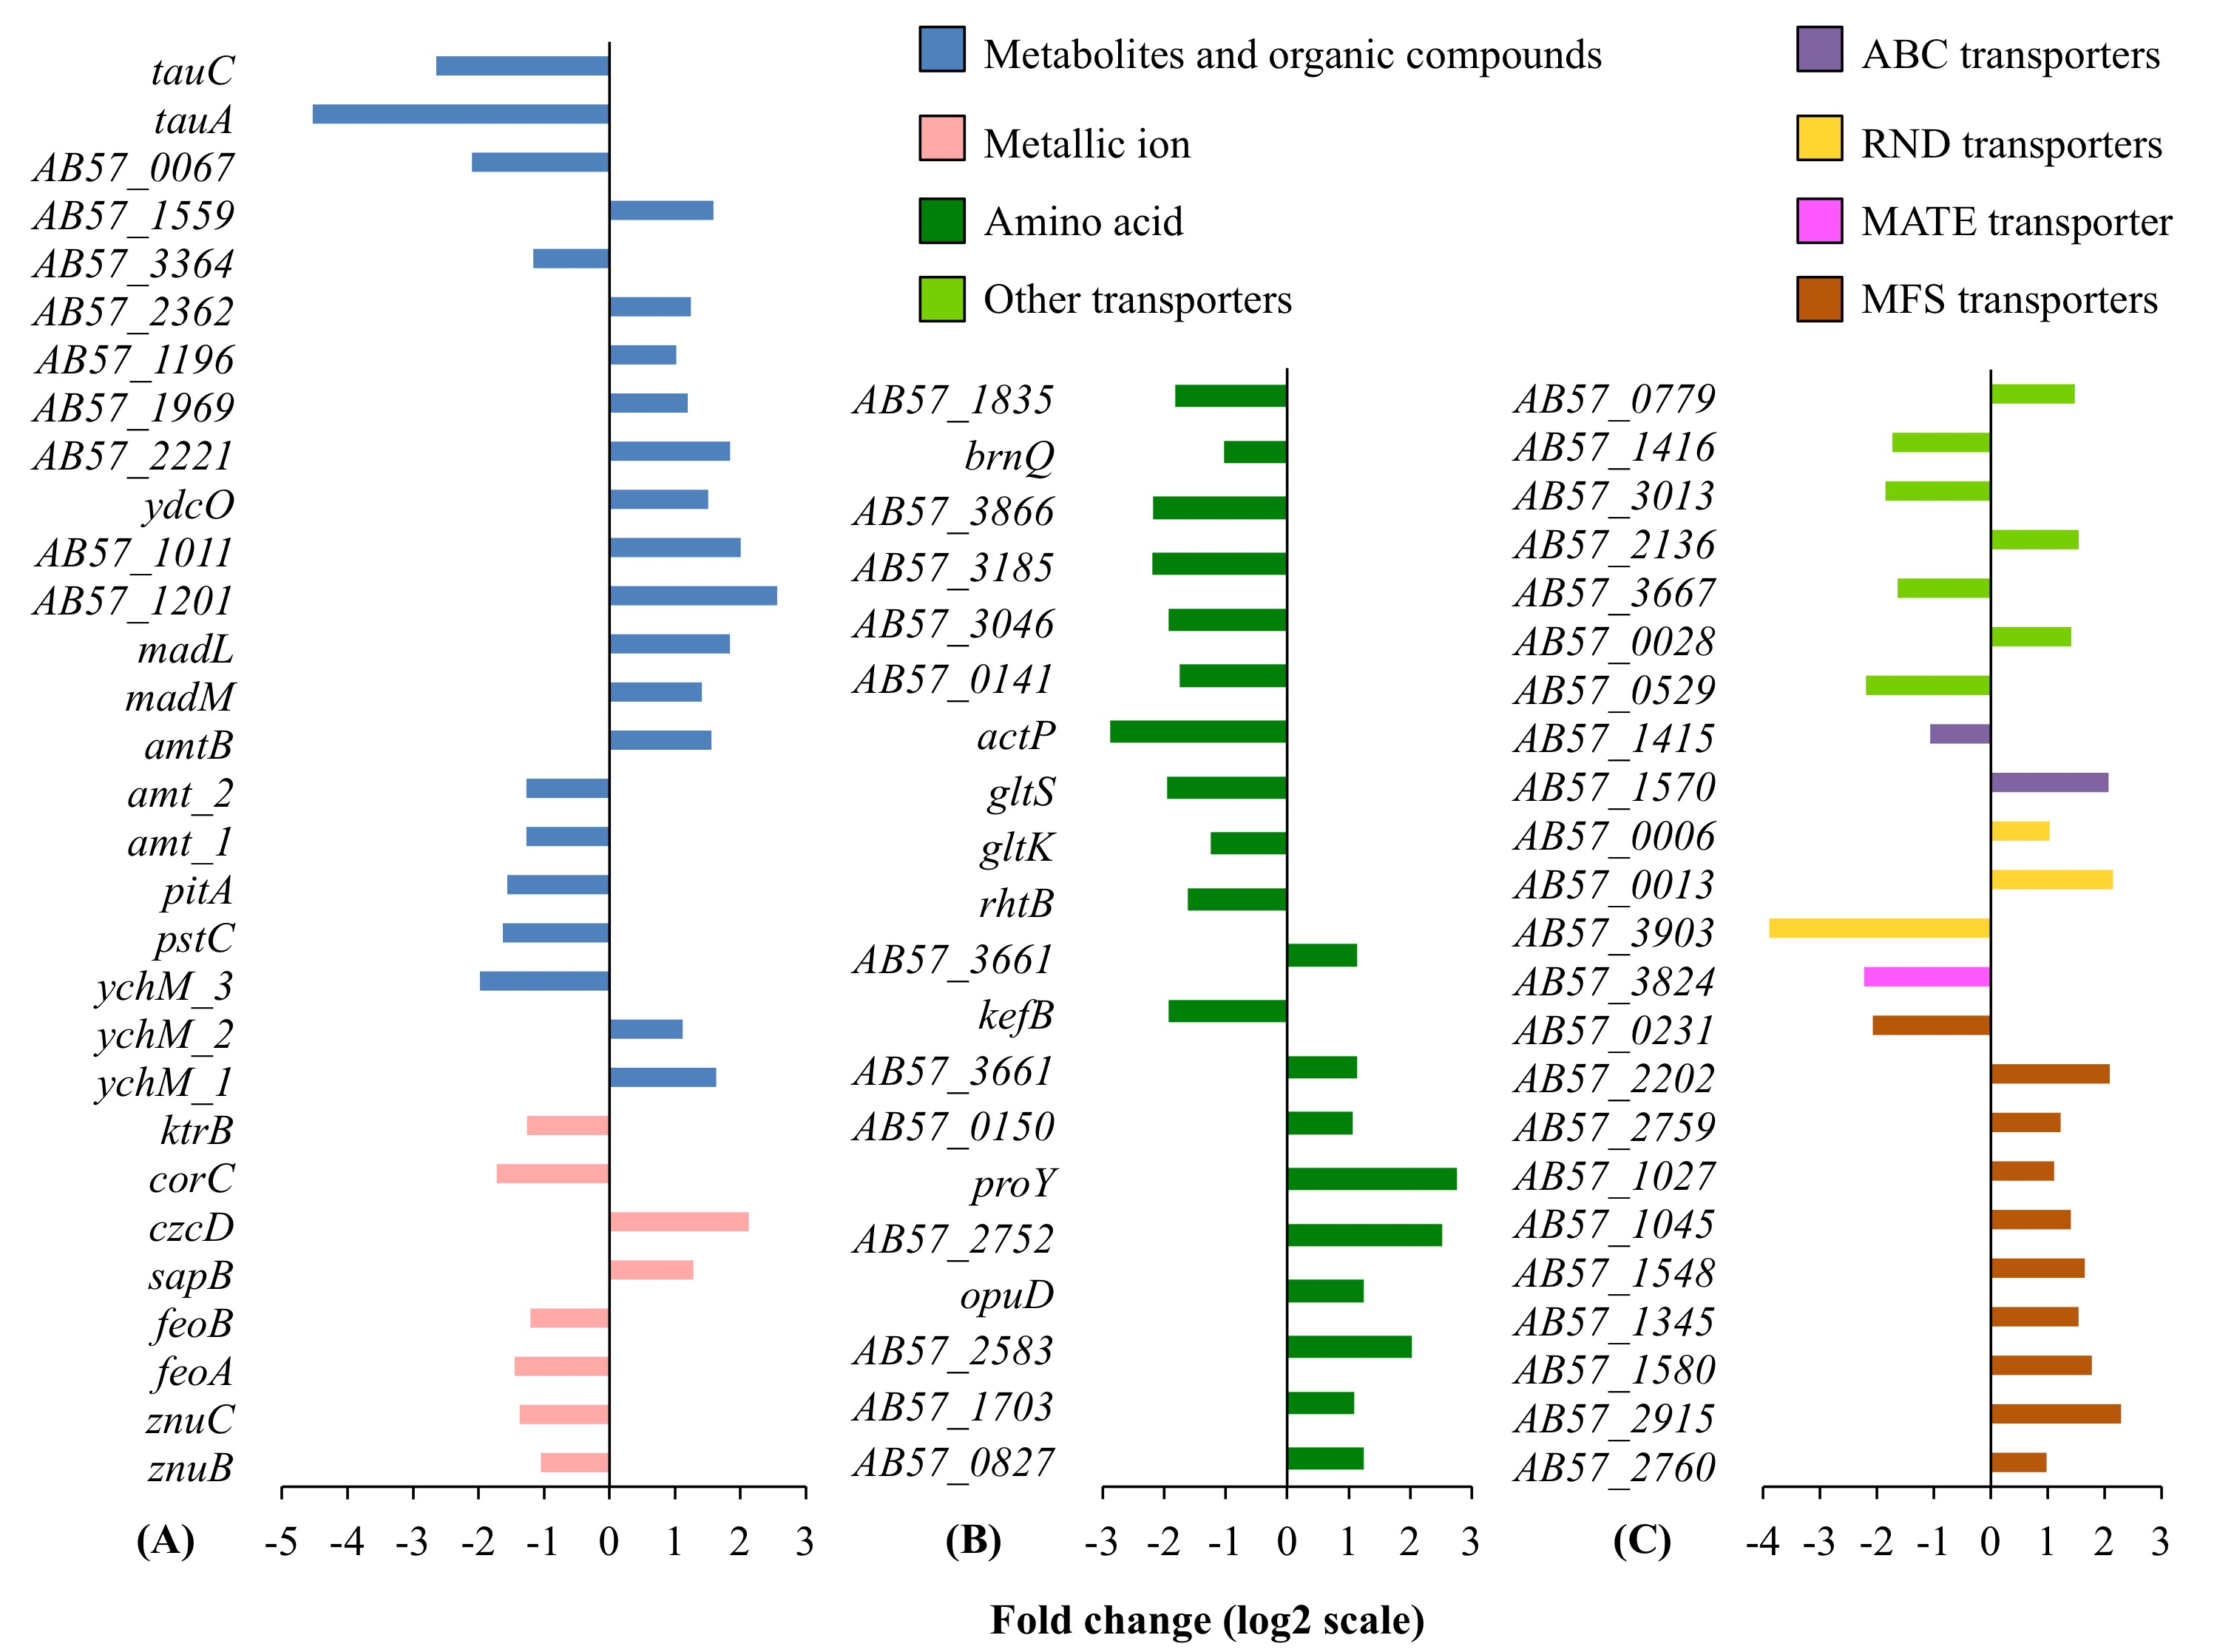 Metabolites and organic compounds
Metallic ion
Amino acid
Other transporters
ABC transporters
RND transporters
MATE transporter
MFS transporters
tauC
tauA
AB57_0067
AB57_1559
AB57_3364
AB57_2362
AB57_1196
AB57_1969
AB57_2221
ydcO
AB57_1011
AB57_1201
madL
madM
amtB
amt_2
amt_1
pitA
pstC
ychM_3
ychM_2
ychM_1
ktrB
corC
czcD
sapB
feoB
feoA
znuC
znuB
(A) -5 -4 -3 -2 -1 0 1 2 3
AB57_1835
brnQ
AB57_3866
AB57_3185
AB57_3046
AB57_0141
actP
gltS
gltK
rhtB
AB57_3661
kefB
AB57_3661
AB57_0150
proY
AB57_2752
opuD
AB57_2583
AB57_1703
AB57_0827
(B) -3 -2 -1 0 1 2 3
AB57_0779
AB57_1416
AB57_3013
AB57_2136
AB57_3667
AB57_0028
AB57_0529
AB57_1415
AB57_1570
AB57_0006
AB57_0013
AB57_3903
AB57_3824
AB57_0231
AB57_2202
AB57_2759
AB57_1027
AB57_1045
AB57_1548
AB57_1345
AB57_1580
AB57_2915
AB57_2760
(C) -4 -3 -2 -1 0 1 2 3
Fold change (log2 scale)